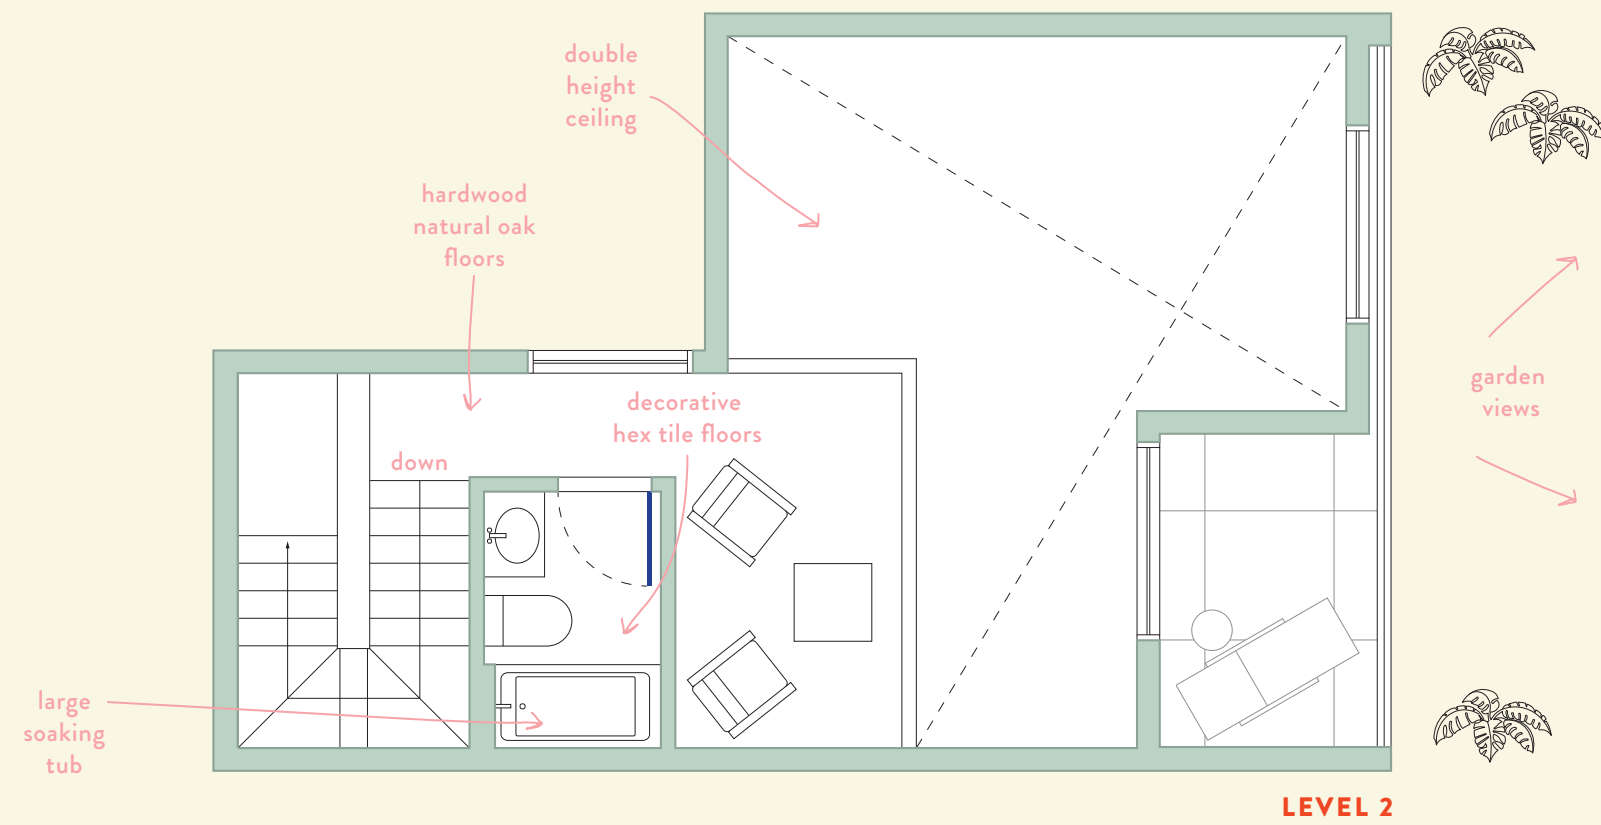 double
height
ceiling
hardwood
natural oak
floors
decorative
hex tile floors
garden
views
down
large
soaking
tub
LEVEL 2